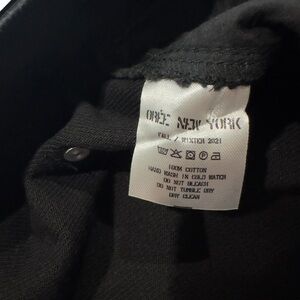 ORÉE NEW YORK
FALL / WINTER 2021
100% COTTON
HAND WASH IN COLD WATER
DO NOT BLEACH
DO NOT TUMBLE DRY
DRY CLEAN